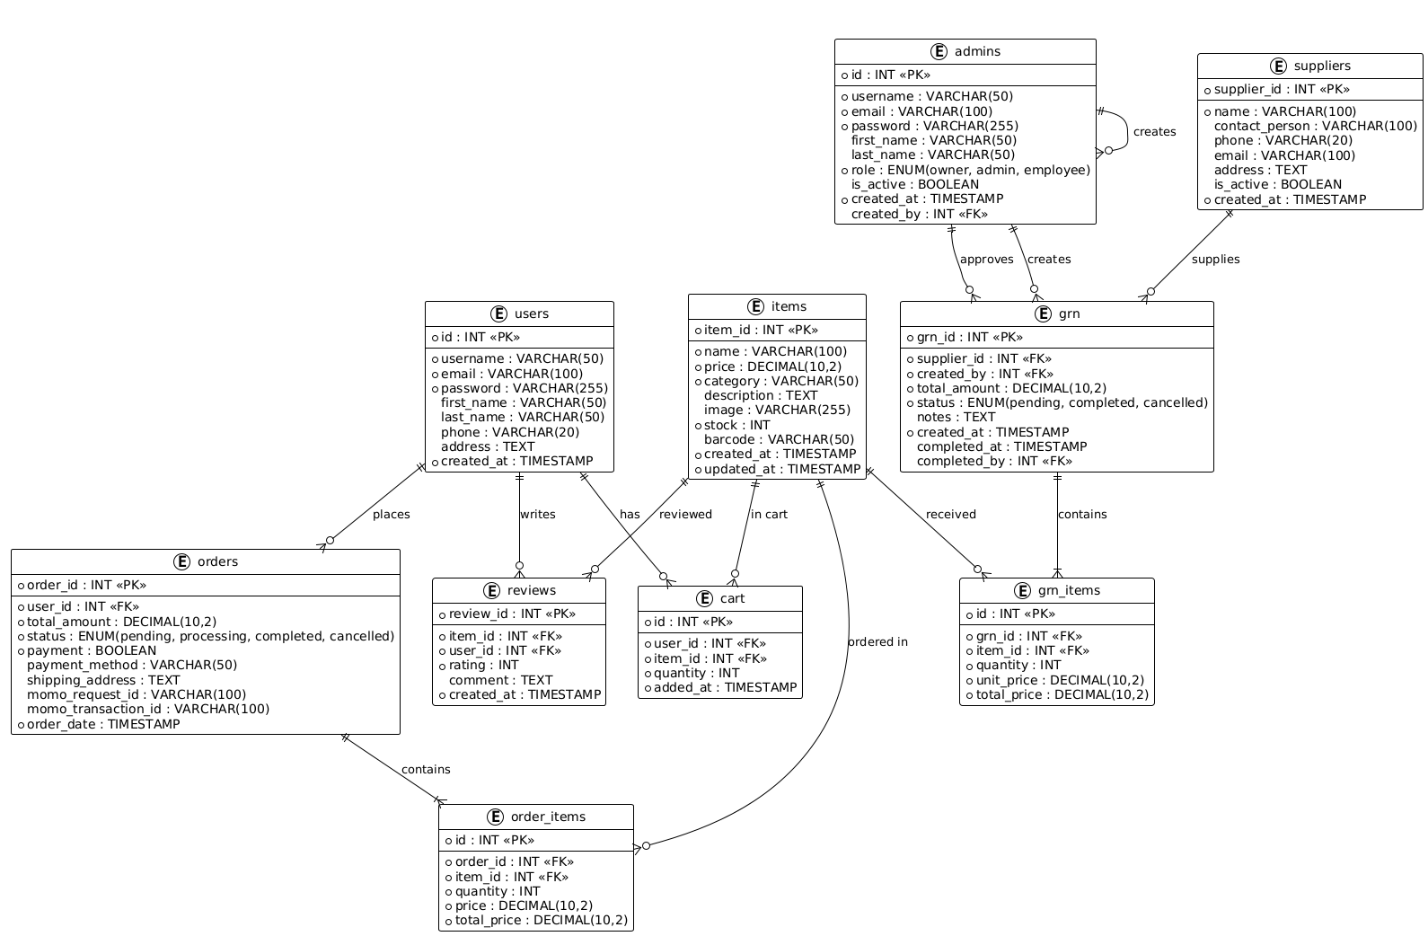 E admins
id : INT «PK»
username : VARCHAR(50)
email : VARCHAR(100)
password : VARCHAR(255)
first_name : VARCHAR(50)
last_name : VARCHAR(50)
role : ENUM(owner, admin, employee)
is_active : BOOLEAN
created_at : TIMESTAMP
created_by : INT «FK»
creates
E suppliers
supplier_id : INT «PK»
name : VARCHAR(100)
contact_person : VARCHAR(100)
phone : VARCHAR(20)
email : VARCHAR(100)
address : TEXT
is_active : BOOLEAN
created_at : TIMESTAMP
approves
creates
supplies
E users
id : INT «PK»
username : VARCHAR(50)
email : VARCHAR(100)
password : VARCHAR(255)
first_name : VARCHAR(50)
last_name : VARCHAR(50)
phone : VARCHAR(20)
address : TEXT
created_at : TIMESTAMP
E items
item_id : INT «PK»
name : VARCHAR(100)
price : DECIMAL(10,2)
category : VARCHAR(50)
description : TEXT
image : VARCHAR(255)
stock : INT
barcode : VARCHAR(50)
created_at : TIMESTAMP
updated_at : TIMESTAMP
E grn
grn_id : INT «PK»
supplier_id : INT «FK»
created_by : INT «FK»
total_amount : DECIMAL(10,2)
status : ENUM(pending, completed, cancelled)
notes : TEXT
created_at : TIMESTAMP
completed_at : TIMESTAMP
completed_by : INT «FK»
places
writes
has
reviewed
in cart
received
contains
E orders
order_id : INT «PK»
user_id : INT «FK»
total_amount : DECIMAL(10,2)
status : ENUM(pending, processing, completed, cancelled)
payment : BOOLEAN
payment_method : VARCHAR(50)
shipping_address : TEXT
momo_request_id : VARCHAR(100)
momo_transaction_id : VARCHAR(100)
order_date : TIMESTAMP
E reviews
review_id : INT «PK»
item_id : INT «FK»
user_id : INT «FK»
rating : INT
comment : TEXT
created_at : TIMESTAMP
E cart
id : INT «PK»
user_id : INT «FK»
item_id : INT «FK»
quantity : INT
added_at : TIMESTAMP
ordered in
E grn_items
id : INT «PK»
grn_id : INT «FK»
item_id : INT «FK»
quantity : INT
unit_price : DECIMAL(10,2)
total_price : DECIMAL(10,2)
contains
E order_items
id : INT «PK»
order_id : INT «FK»
item_id : INT «FK»
quantity : INT
price : DECIMAL(10,2)
total_price : DECIMAL(10,2)